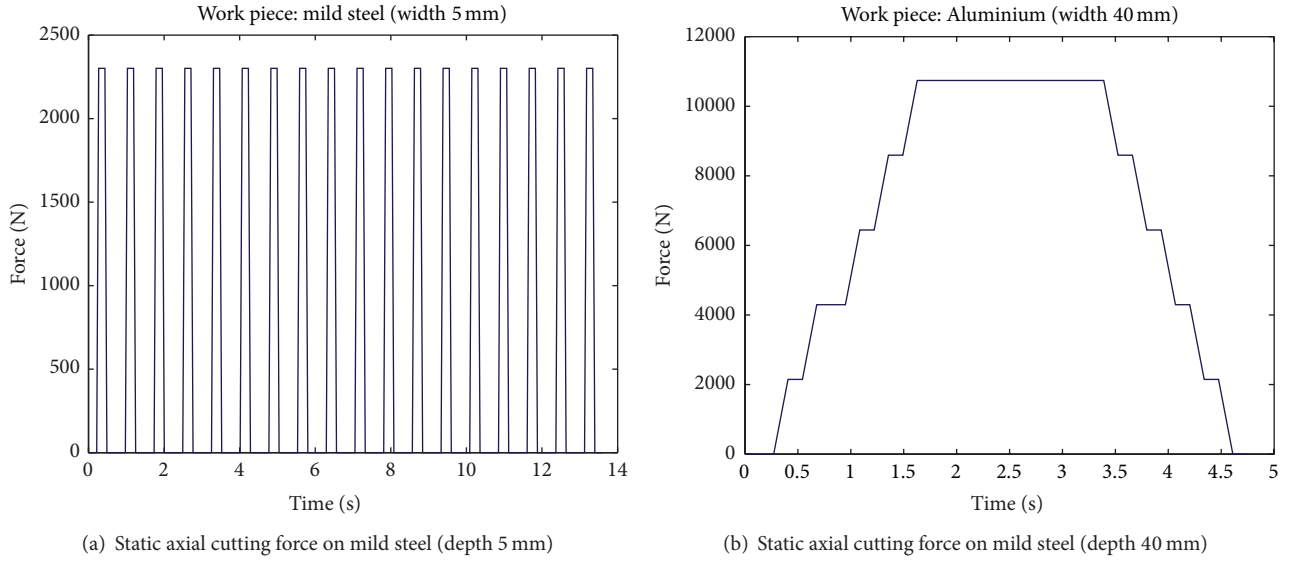 Work piece: mild steel (width 5 mm)
2500
2000
1500
1000
500
0
Force (N)
0 2 4 6 8 10 12 14
Time (s)
(a) Static axial cutting force on mild steel (depth 5 mm)
Work piece: Aluminium (width 40 mm)
12000
10000
8000
6000
4000
2000
0
Force (N)
0 0.5 1 1.5 2 2.5 3 3.5 4 4.5 5
Time (s)
(b) Static axial cutting force on mild steel (depth 40 mm)